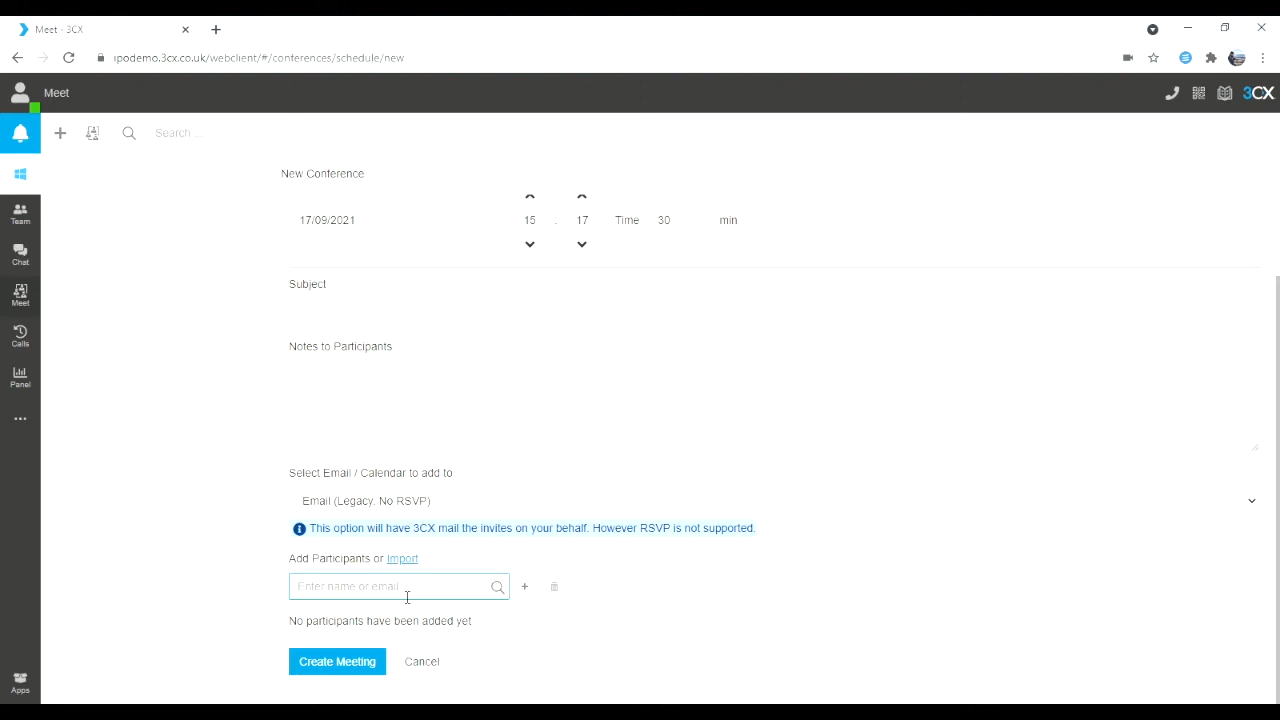 Meet - 3CX
ipodemo.3cx.co.uk/webclient/#/conferences/schedule/new
Meet
3CX
Search ...
New Conference
17/09/2021 15 : 17 Time 30 min
Team
Chat
Meet
Calls
Panel
Apps
Subject
Notes to Participants
Select Email / Calendar to add to
Email (Legacy, No RSVP)
This option will have 3CX mail the invites on your behalf. However RSVP is not supported.
Add Participants or Import
Enter name or email
No participants have been added yet
Create Meeting Cancel